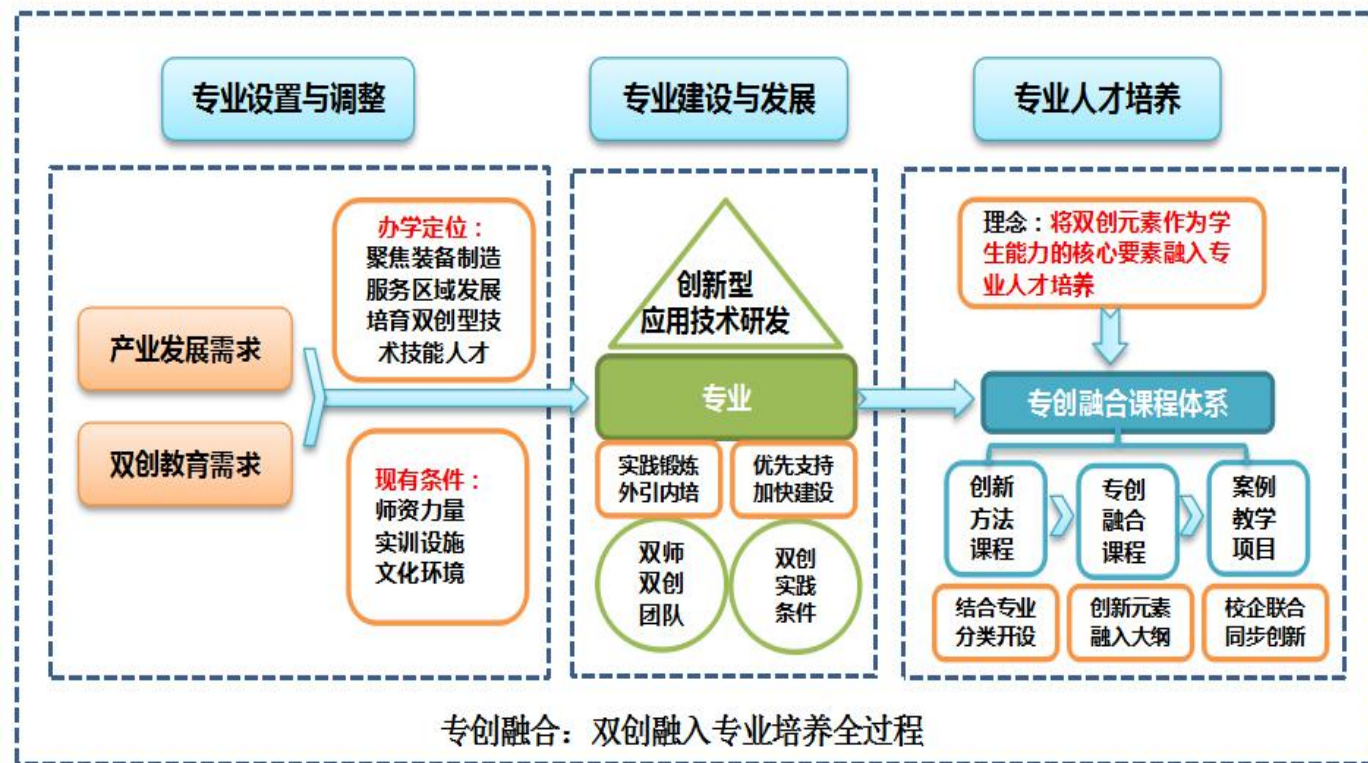 专业设置与调整
专业建设与发展
专业人才培养
办学定位：
聚焦装备制造
服务区域发展
培育双创型技
术技能人才
产业发展需求
双创教育需求
现有条件：
师资力量
实训设施
文化环境
创新型
应用技术研发
专业
实践锻炼
外引内培
优先支持
加快建设
双师
双创
团队
双创
实践
条件
理念：将双创元素作为学
生能力的核心要素融入专
业人才培养
专创融合课程体系
创新
方法
课程
专创
融合
课程
案例
教学
项目
结合专业
分类开设
创新元素
融入大纲
校企联合
同步创新
专创融合：双创融入专业培养全过程